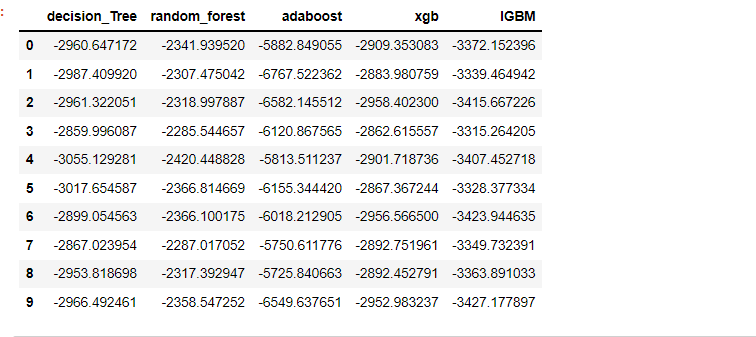 decision_Tree random_forest adaboost xgb lGBM
0 -2960.647172 -2341.939520 -5882.849055 -2909.353083 -3372.152396
1 -2987.409920 -2307.475042 -6767.522362 -2883.980759 -3339.464942
2 -2961.322051 -2318.997887 -6582.145512 -2958.402300 -3415.667226
3 -2859.996087 -2285.544657 -6120.867565 -2862.615557 -3315.264205
4 -3055.129281 -2420.448828 -5813.511237 -2901.718736 -3407.452718
5 -3017.654587 -2366.814669 -6155.344420 -2867.367244 -3328.377334
6 -2899.054563 -2366.100175 -6018.212905 -2956.566500 -3423.944635
7 -2867.023954 -2287.017052 -5750.611776 -2892.751961 -3349.732391
8 -2953.818698 -2317.392947 -5725.840663 -2892.452791 -3363.891033
9 -2966.492461 -2358.547252 -6549.637651 -2952.983237 -3427.177897